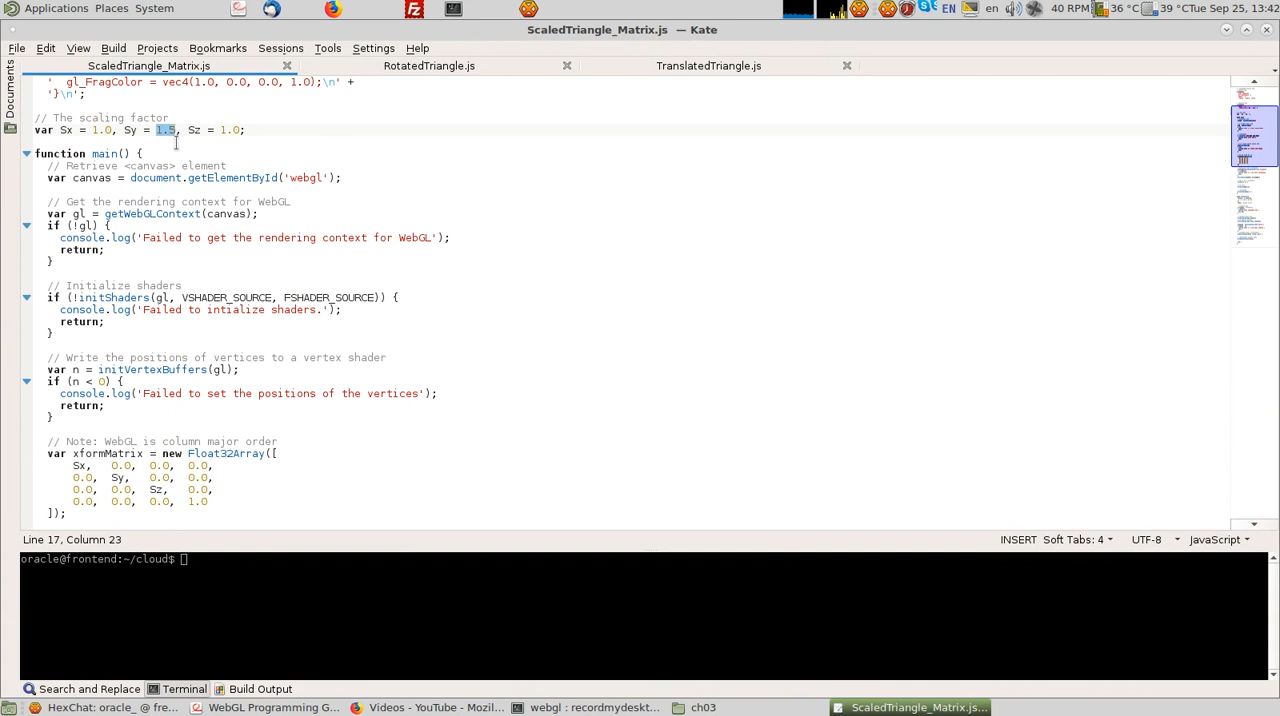 Applications Places System
en EN en 40 RPM 36 °C 39 °C Tue Sep 25, 13:42
ScaledTriangle_Matrix.js — Kate
File Edit View Build Projects Bookmarks Sessions Tools Settings Help
ScaledTriangle_Matrix.js RotatedTriangle.js TranslatedTriangle.js
Documents
'  gl_FragColor = vec4(1.0, 0.0, 0.0, 1.0);\n' +
'}\n';
// The scaling factor
var Sx = 1.0, Sy = 1.5, Sz = 1.0;
function main() {
// Retrieve <canvas> element
var canvas = document.getElementById('webgl');
// Get the rendering context for WebGL
var gl = getWebGLContext(canvas);
if (!gl) {
console.log('Failed to get the rendering context for WebGL');
return;
}
// Initialize shaders
if (!initShaders(gl, VSHADER_SOURCE, FSHADER_SOURCE)) {
console.log('Failed to intialize shaders.');
return;
}
// Write the positions of vertices to a vertex shader
var n = initVertexBuffers(gl);
if (n < 0) {
console.log('Failed to set the positions of the vertices');
return;
}
// Note: WebGL is column major order
var xformMatrix = new Float32Array([
Sx, 0.0, 0.0, 0.0,
0.0, Sy, 0.0, 0.0,
0.0, 0.0, Sz, 0.0,
0.0, 0.0, 0.0, 1.0
]);
Line 17, Column 23 INSERT Soft Tabs: 4 UTF-8 JavaScript
oracle@frontend:~/cloud$
Search and Replace Terminal Build Output
HexChat: oracle_ @ fre... WebGL Programming G... Videos - YouTube - Mozil... webgl : recordmydeskt... ch03 ScaledTriangle_Matrix.js...